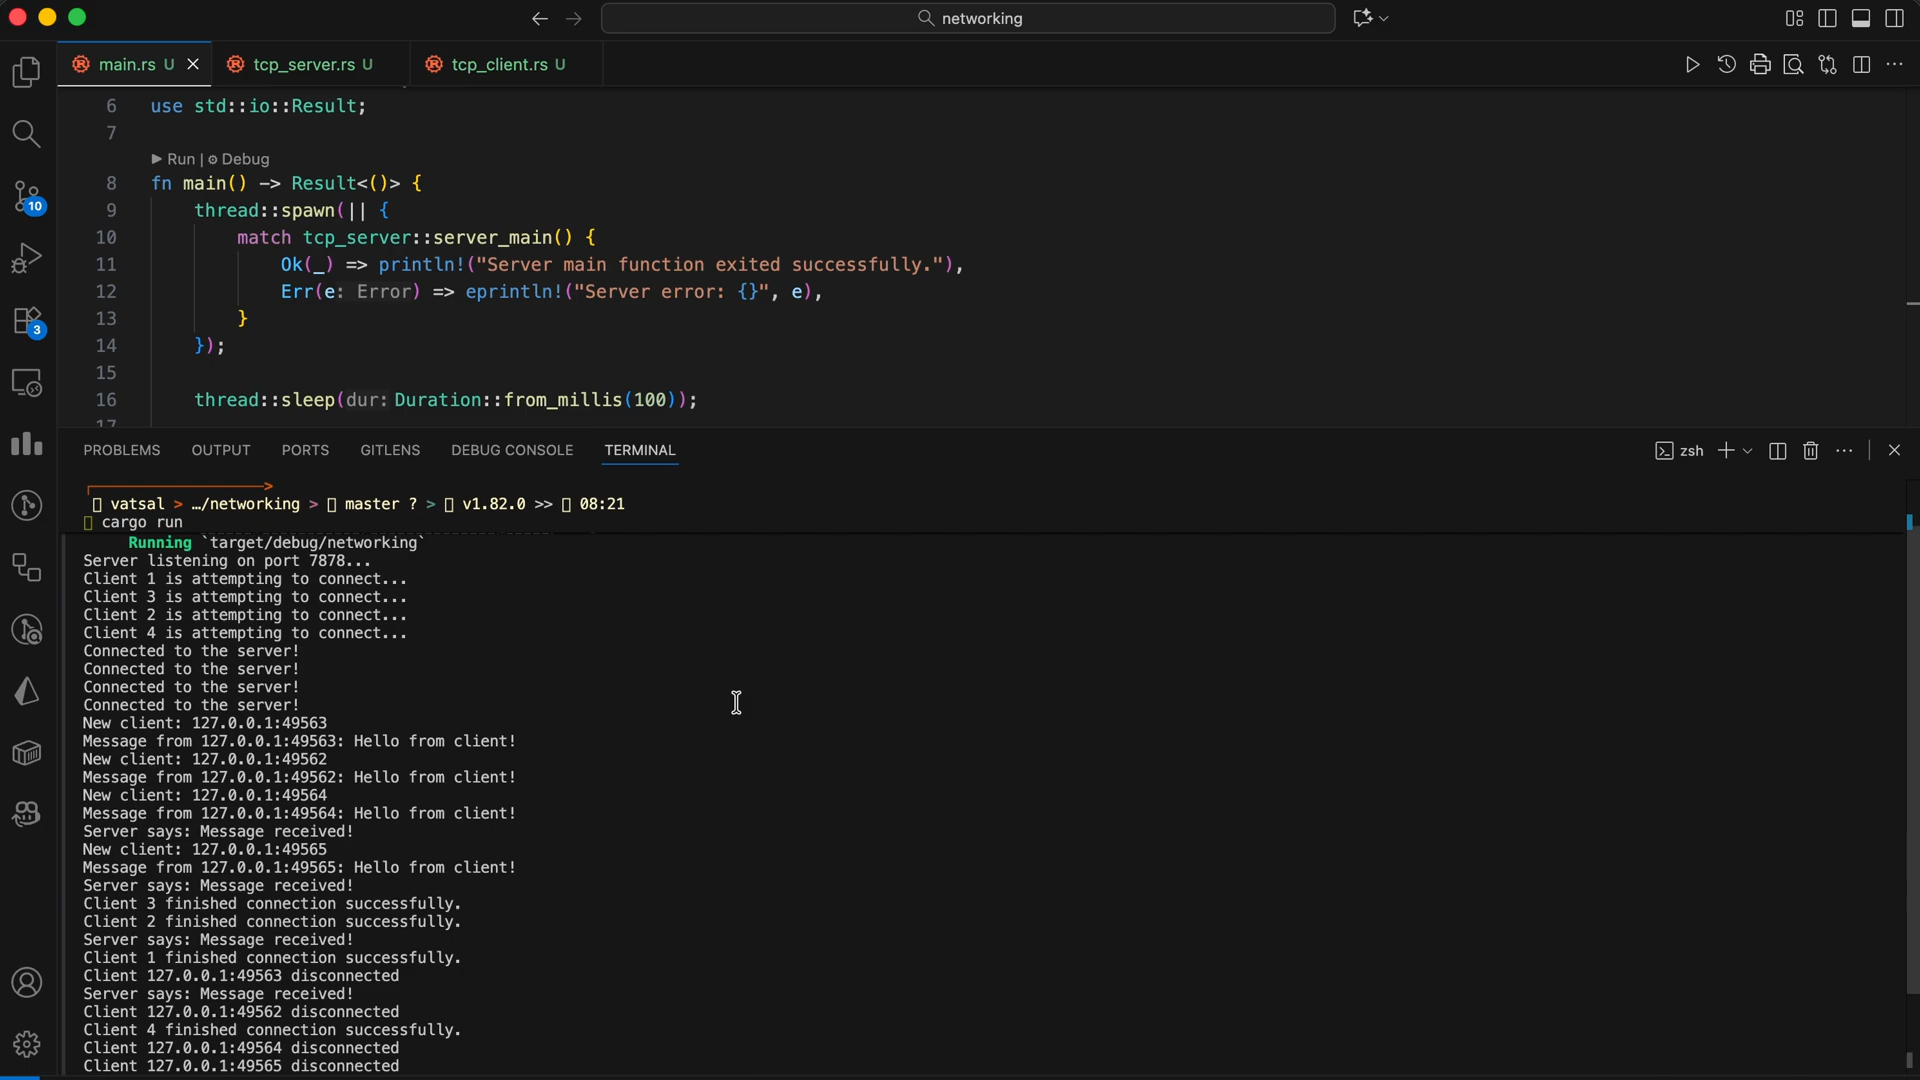 networking
main.rs U
tcp_server.rs U
tcp_client.rs U
6 use std::io::Result;
7
Run | Debug
8 fn main() -> Result<()> {
9 thread::spawn(|| {
10 match tcp_server::server_main() {
11 Ok(_) => println!("Server main function exited successfully."),
12 Err(e: Error) => eprintln!("Server error: {}", e),
13 }
14 });
15
16 thread::sleep(dur: Duration::from_millis(100));
17
10
3
PROBLEMS OUTPUT PORTS GITLENS DEBUG CONSOLE TERMINAL
zsh
vatsal > …/networking > master ? > v1.82.0 >> 08:21
cargo run
Running `target/debug/networking`
Server listening on port 7878...
Client 1 is attempting to connect...
Client 3 is attempting to connect...
Client 2 is attempting to connect...
Client 4 is attempting to connect...
Connected to the server!
Connected to the server!
Connected to the server!
Connected to the server!
New client: 127.0.0.1:49563
Message from 127.0.0.1:49563: Hello from client!
New client: 127.0.0.1:49562
Message from 127.0.0.1:49562: Hello from client!
New client: 127.0.0.1:49564
Message from 127.0.0.1:49564: Hello from client!
Server says: Message received!
New client: 127.0.0.1:49565
Message from 127.0.0.1:49565: Hello from client!
Server says: Message received!
Client 3 finished connection successfully.
Client 2 finished connection successfully.
Server says: Message received!
Client 1 finished connection successfully.
Client 127.0.0.1:49563 disconnected
Server says: Message received!
Client 127.0.0.1:49562 disconnected
Client 4 finished connection successfully.
Client 127.0.0.1:49564 disconnected
Client 127.0.0.1:49565 disconnected